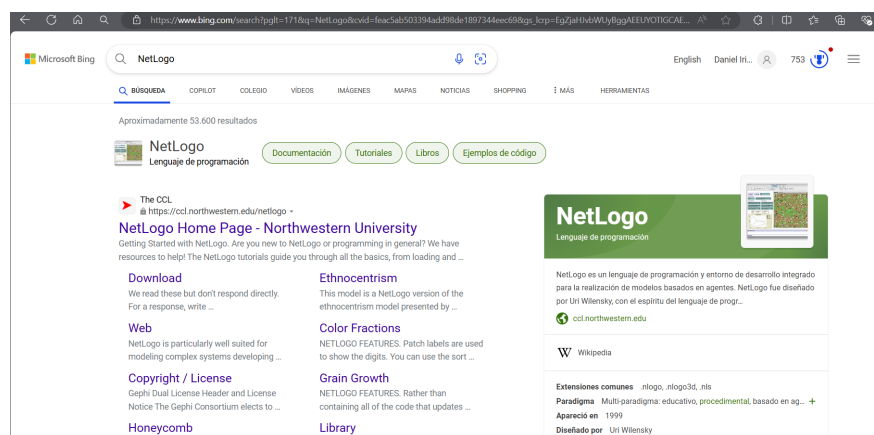 https://www.bing.com/search?pglt=171&q=NetLogo&cvid=feac5ab503394add98de1897344eec69&gs_lcrp=EgZjaHJvbWUyBggAEEUYOTIGCAE...
Microsoft Bing
NetLogo
English Daniel Iri... 753
BÚSQUEDA COPILOT COLEGIO VÍDEOS IMÁGENES MAPAS NOTICIAS SHOPPING MÁS HERRAMIENTAS
Aproximadamente 53.600 resultados
NetLogo
Lenguaje de programación
Documentación Tutoriales Libros Ejemplos de código
The CCL
https://ccl.northwestern.edu/netlogo
NetLogo Home Page - Northwestern University
Getting Started with NetLogo. Are you new to NetLogo or programming in general? We have
resources to help! The NetLogo tutorials guide you through all the basics, from loading and ...
Download
We read these but don't respond directly.
For a response, write ...
Ethnocentrism
This model is a NetLogo version of the
ethnocentrism model presented by ...
Web
NetLogo is particularly well suited for
modeling complex systems developing ...
Color Fractions
NETLOGO FEATURES. Patch labels are used
to show the digits. You can use the sort ...
Copyright / License
Gephi Dual License Header and License
Notice The Gephi Consortium elects to ...
Grain Growth
NETLOGO FEATURES. Rather than
containing all of the code that updates ...
Honeycomb
Library
NetLogo
Lenguaje de programación
NetLogo es un lenguaje de programación y entorno de desarrollo integrado
para la realización de modelos basados en agentes. NetLogo fue diseñado
por Uri Wilensky, con el espíritu del lenguaje de progr...
ccl.northwestern.edu
W Wikipedia
Extensiones comunes .nlogo, .nlogo3d, .nls
Paradigma Multi-paradigma: educativo, procedimental, basado en ag... +
Apareció en 1999
Diseñado por Uri Wilensky